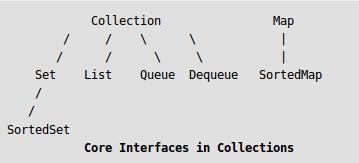 Collection Map
Set List Queue Dequeue SortedMap
SortedSet
Core Interfaces in Collections